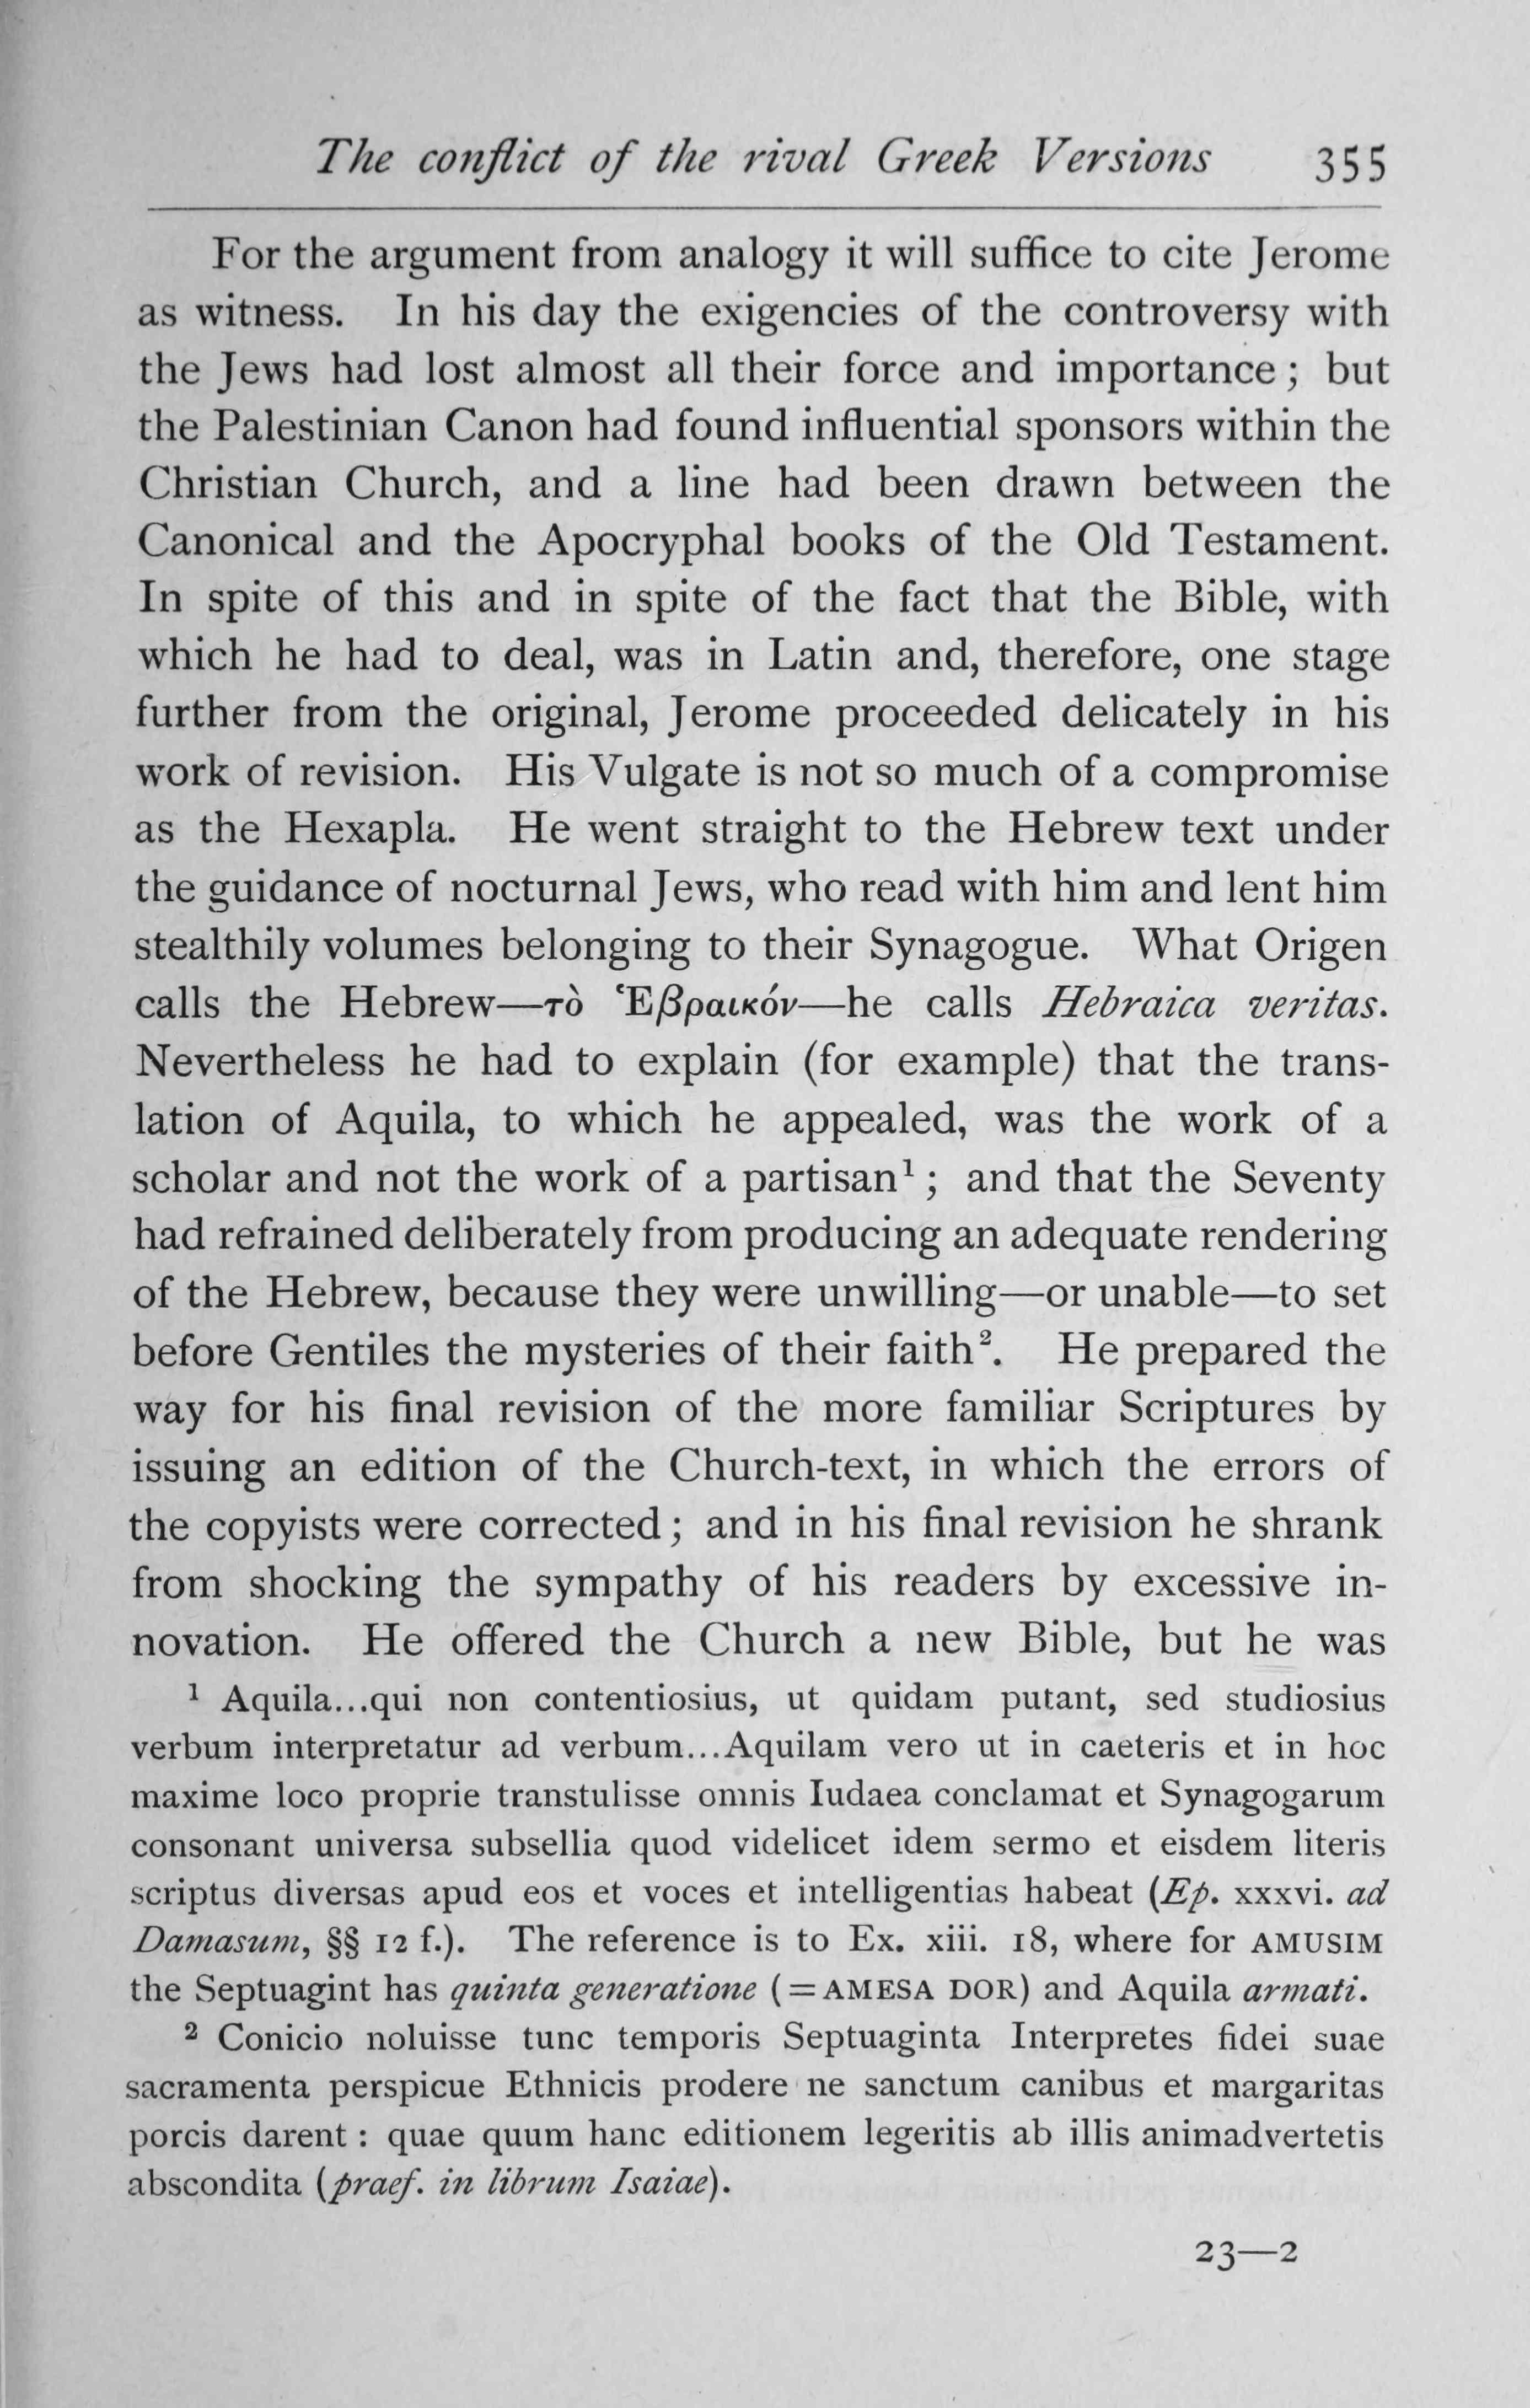 The conflict of the rival Greek Versions 355
For the argument from analogy it will suffice to cite Jerome
as witness. In his day the exigencies of the controversy with
the Jews had lost almost all their force and importance; but
the Palestinian Canon had found influential sponsors within the
Christian Church, and a line had been drawn between the
Canonical and the Apocryphal books of the Old Testament.
In spite of this and in spite of the fact that the Bible, with
which he had to deal, was in Latin and, therefore, one stage
further from the original, Jerome proceeded delicately in his
work of revision. His Vulgate is not so much of a compromise
as the Hexapla. He went straight to the Hebrew text under
the guidance of nocturnal Jews, who read with him and lent him
stealthily volumes belonging to their Synagogue. What Origen
calls the Hebrew—τὸ Ἑβραικόν—he calls Hebraica veritas.
Nevertheless he had to explain (for example) that the trans-
lation of Aquila, to which he appealed, was the work of a
scholar and not the work of a partisan¹; and that the Seventy
had refrained deliberately from producing an adequate rendering
of the Hebrew, because they were unwilling—or unable—to set
before Gentiles the mysteries of their faith². He prepared the
way for his final revision of the more familiar Scriptures by
issuing an edition of the Church-text, in which the errors of
the copyists were corrected; and in his final revision he shrank
from shocking the sympathy of his readers by excessive in-
novation. He offered the Church a new Bible, but he was
¹ Aquila...qui non contentiosius, ut quidam putant, sed studiosius
verbum interpretatur ad verbum...Aquilam vero ut in caeteris et in hoc
maxime loco proprie transtulisse omnis Iudaea conclamat et Synagogarum
consonant universa subsellia quod videlicet idem sermo et eisdem literis
scriptus diversas apud eos et voces et intelligentias habeat (Ep. xxxvi. ad
Damasum, §§ 12 f.). The reference is to Ex. xiii. 18, where for AMUSIM
the Septuagint has quinta generatione (=AMESA DOR) and Aquila armati.
² Conicio noluisse tunc temporis Septuaginta Interpretes fidei suae
sacramenta perspicue Ethnicis prodere ne sanctum canibus et margaritas
porcis darent: quae quum hanc editionem legeritis ab illis animadvertetis
abscondita (praef. in librum Isaiae).
23—2